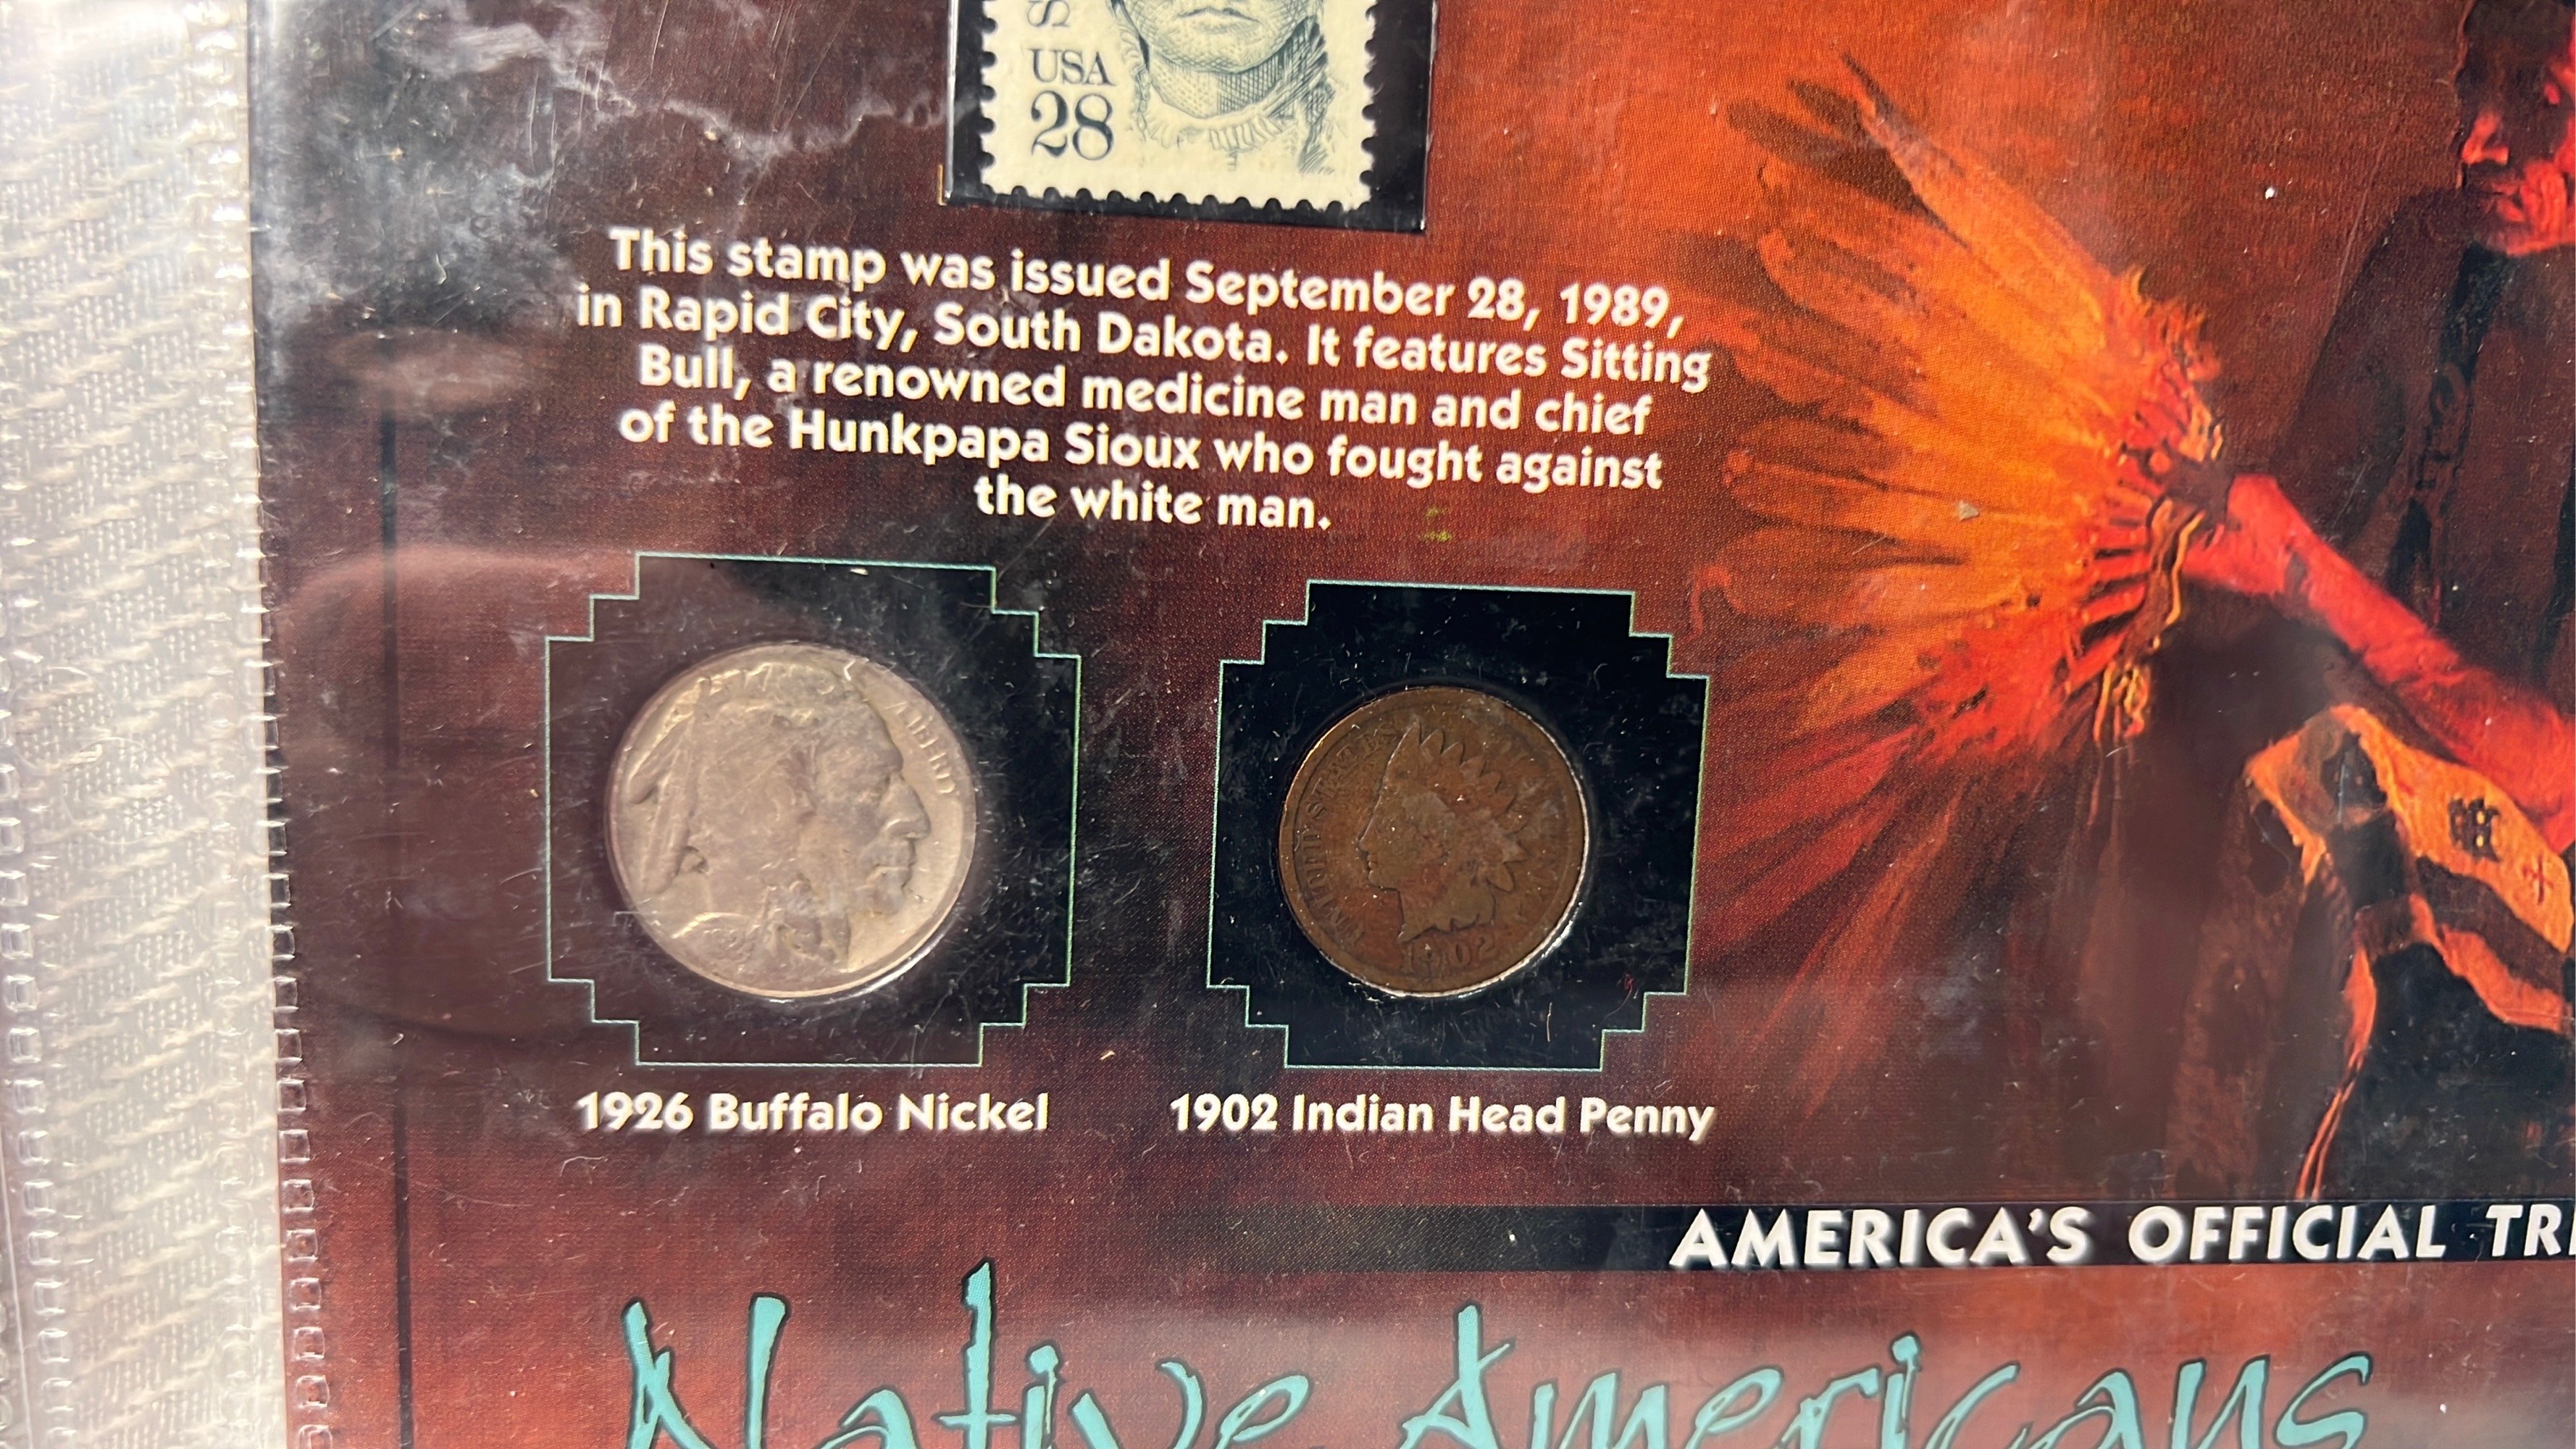 USA
28
This stamp was issued September 28, 1989,
in Rapid City, South Dakota. It features Sitting
Bull, a renowned medicine man and chief
of the Hunkpapa Sioux who fought against
the white man.
LIBERTY
UNITED STATES
1902
1926 Buffalo Nickel
1902 Indian Head Penny
AMERICA'S OFFICIAL
Native Americans